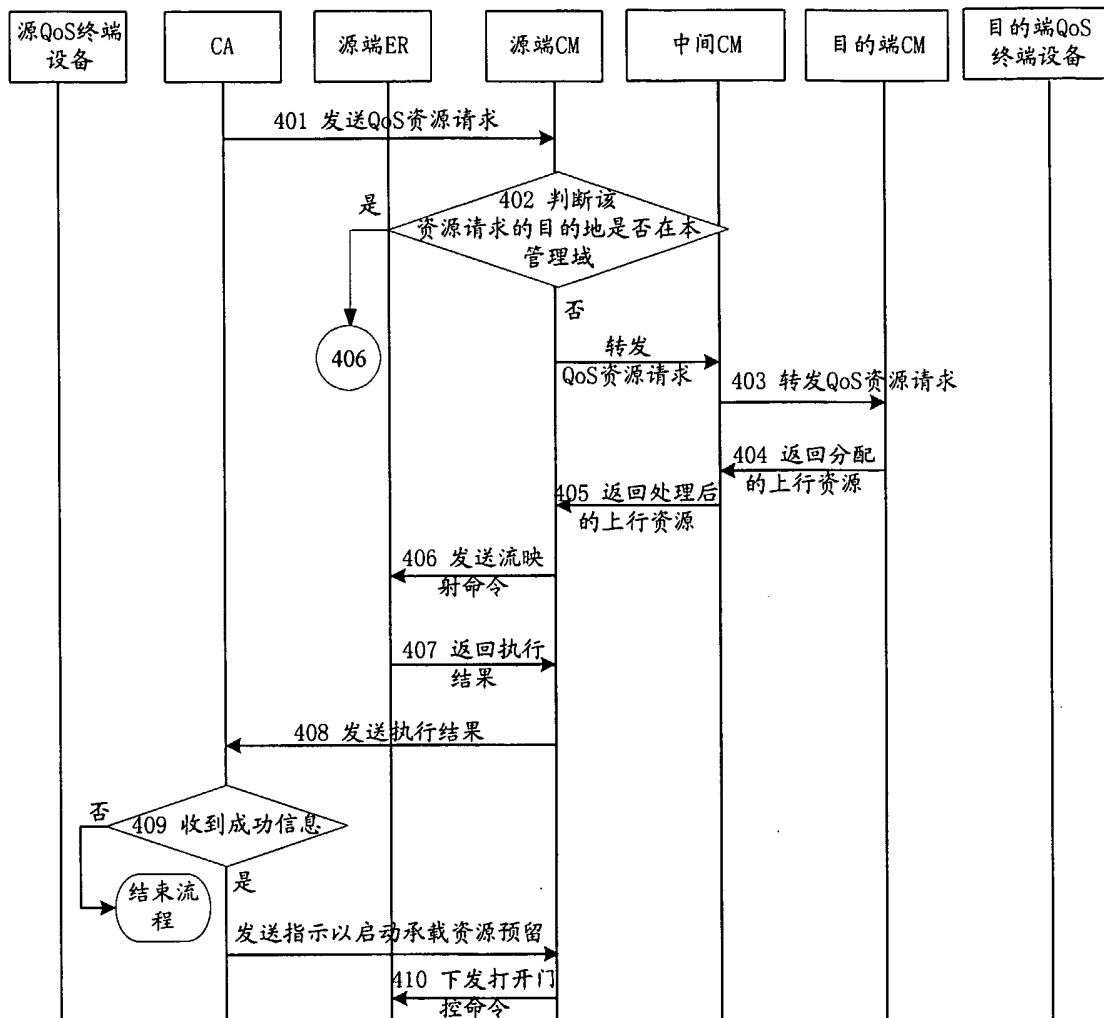 源QoS终端
设备
CA
源端ER
源端CM
中间CM
目的端CM
目的端QoS
终端设备
401 发送QoS资源请求
402 判断该
资源请求的目的地是否在本
管理域
是
否
406
转发
QoS资源请求
403 转发QoS资源请求
404 返回分配
的上行资源
405 返回处理后
的上行资源
406 发送流映
射命令
407 返回执行
结果
408 发送执行结果
409 收到成功信息
否
是
结束流
程
发送指示以启动承载资源预留
410 下发打开门
控命令